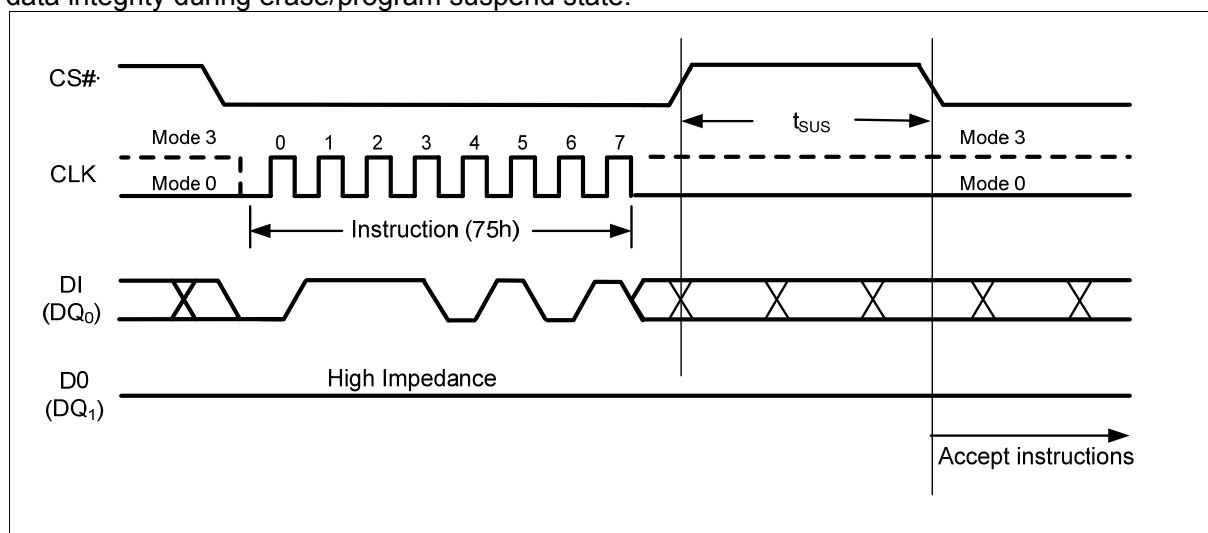 data integrity during erase/program suspend state.
CS#
tSUS
Mode 3
0 1 2 3 4 5 6 7
Mode 3
CLK
Mode 0
Mode 0
Instruction (75h)
DI
(DQ0)
D0
(DQ1)
High Impedance
Accept instructions